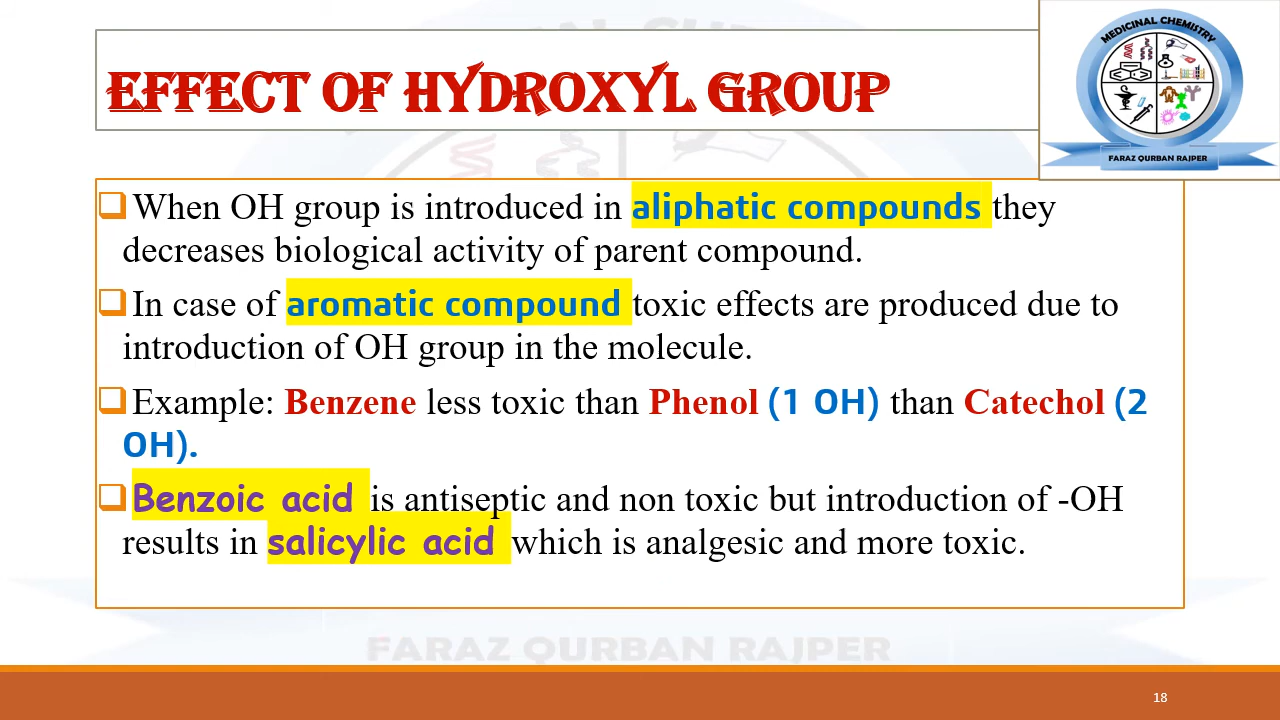 EFFECT OF HYDROXYL GROUP
MEDICINAL CHEMISTRY
FARAZ QURBAN RAJPER
When OH group is introduced in aliphatic compounds they
decreases biological activity of parent compound.
In case of aromatic compound toxic effects are produced due to
introduction of OH group in the molecule.
Example: Benzene less toxic than Phenol (1 OH) than Catechol (2
OH).
Benzoic acid is antiseptic and non toxic but introduction of -OH
results in salicylic acid which is analgesic and more toxic.
FARAZ QURBAN RAJPER
18